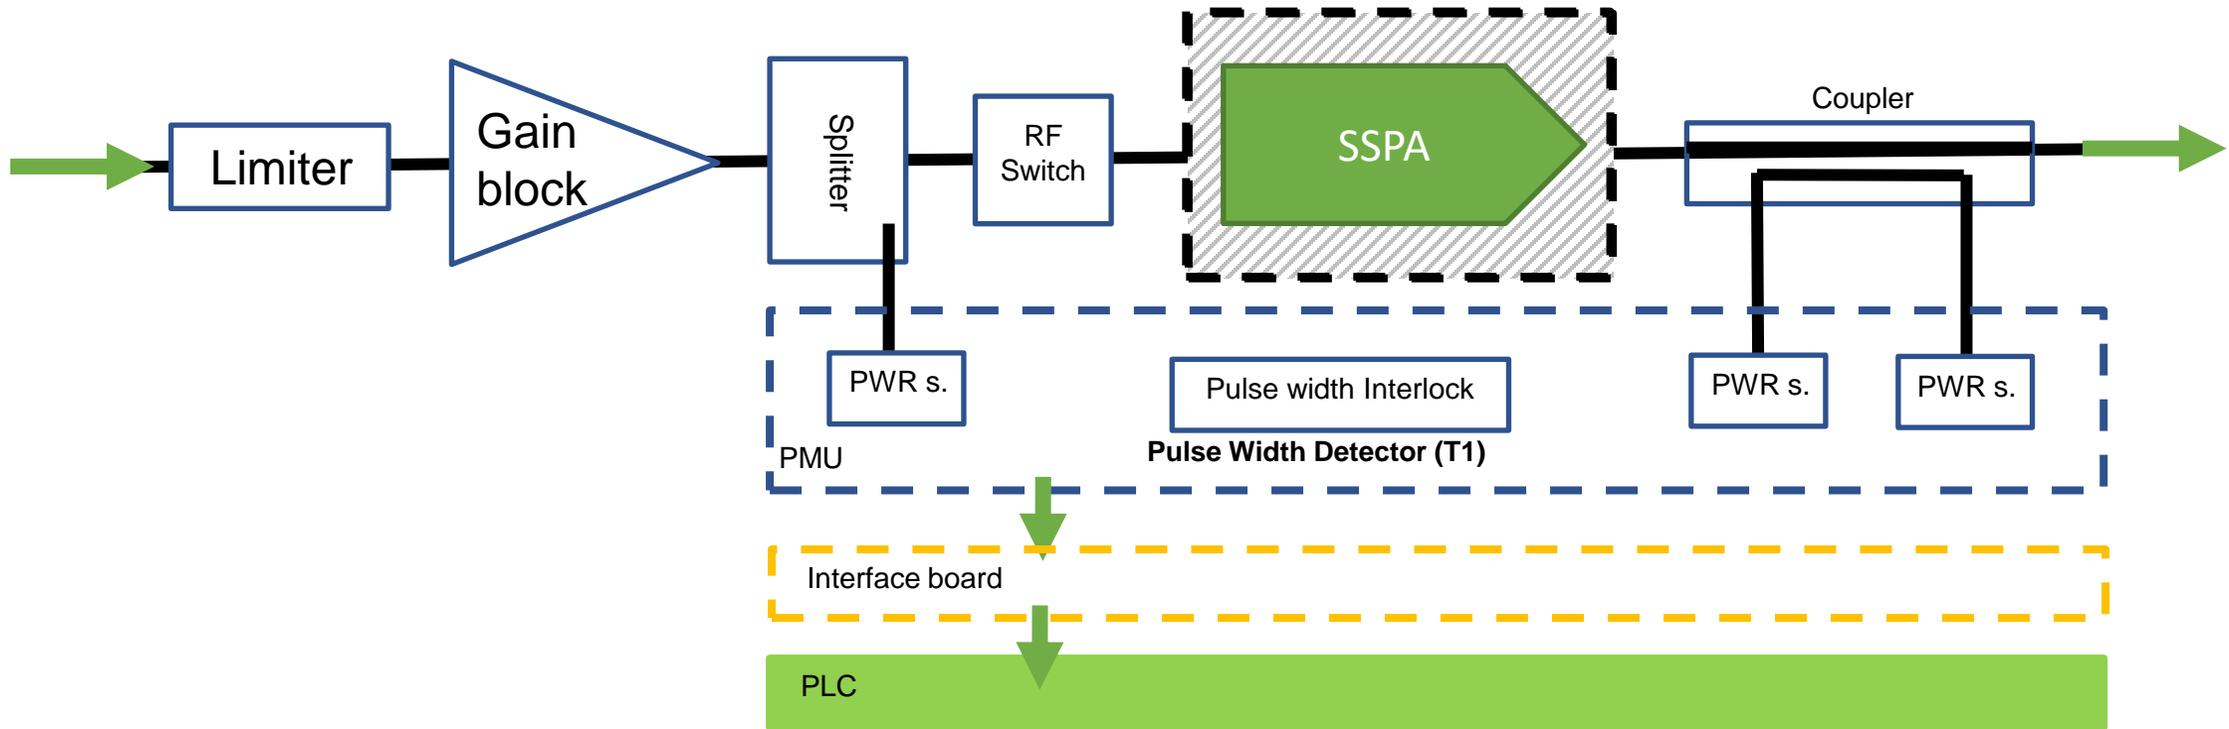 Limiter
Gain
block
Splitter
RF
Switch
SSPA
Coupler
PWR s.
Pulse width Interlock
PWR s.
PWR s.
PMU
Pulse Width Detector (T1)
Interface board
PLC